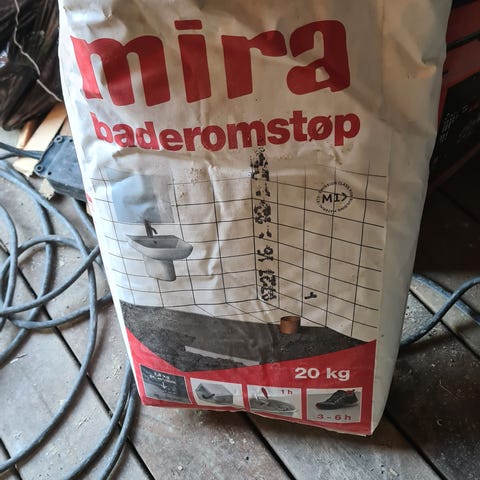 mira
baderomstøp
20 kg
1 h
3 - 6 h